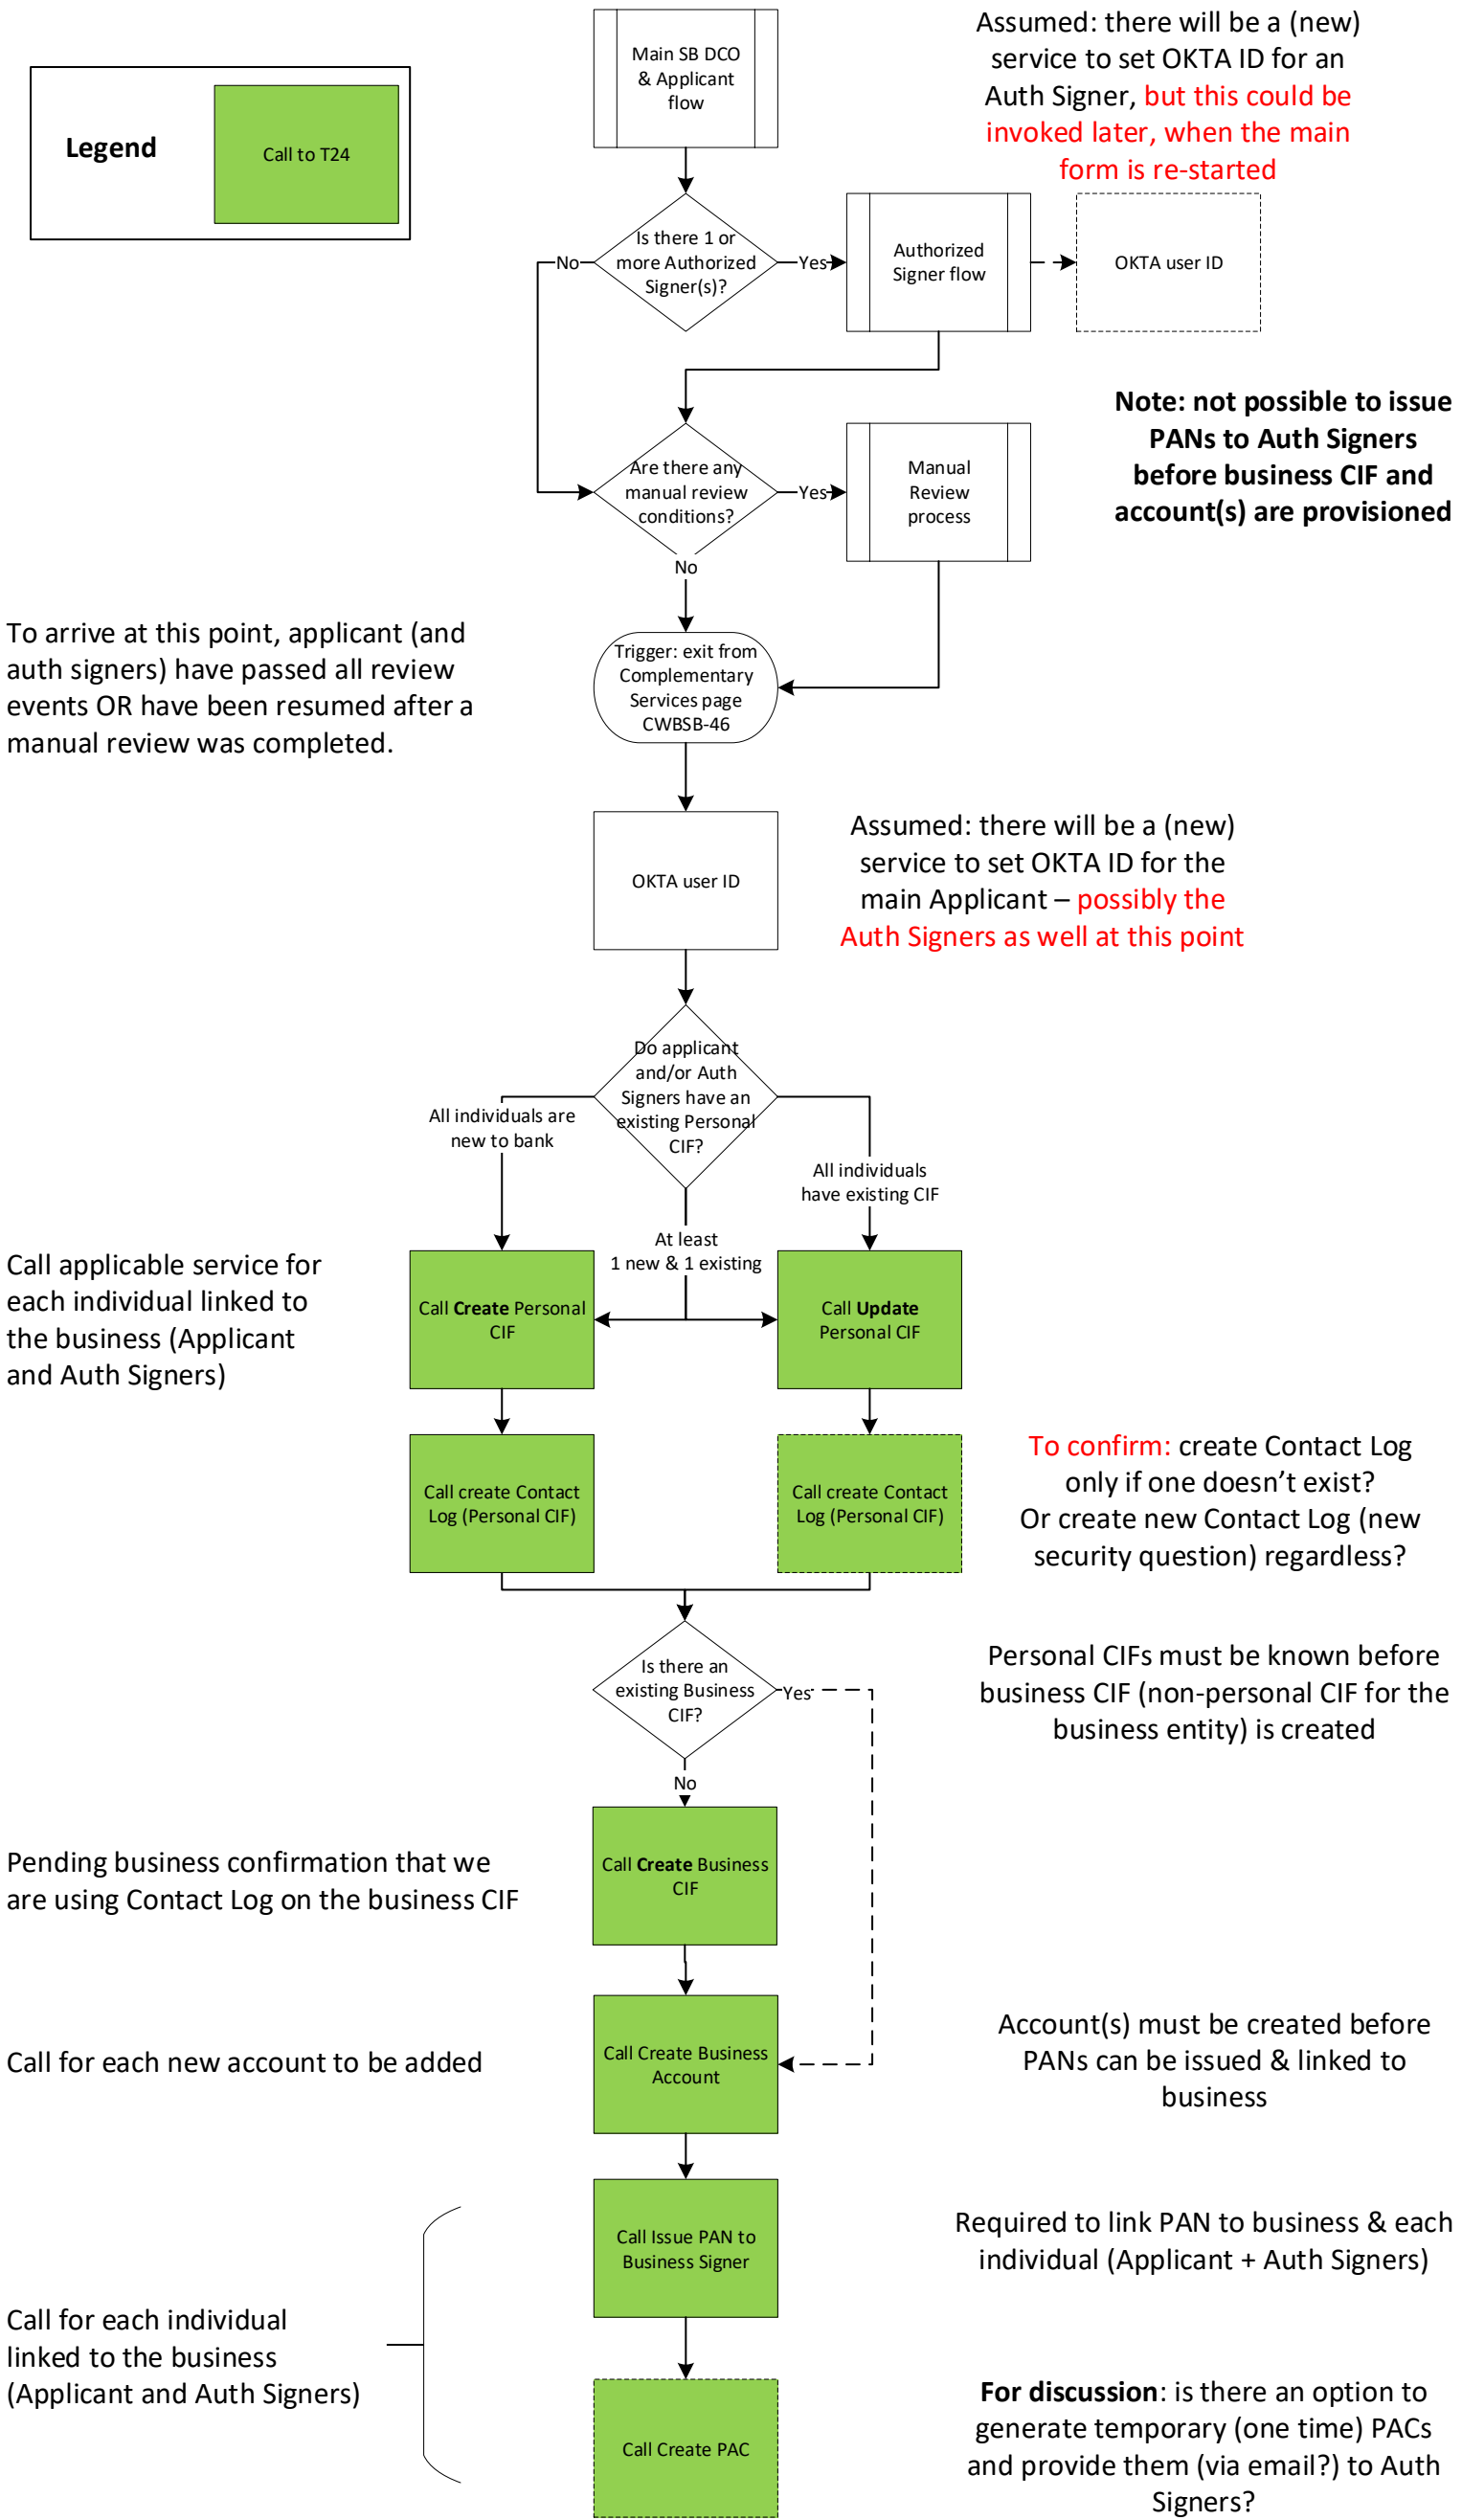 Main SB DCO
& Applicant
flow
Assumed: there will be a (new)
service to set OKTA ID for an
Auth Signer, but this could be
invoked later, when the main
form is re-started
Legend
Call to T24
Is there 1 or
more Authorized
Signer(s)?
No
Yes
Authorized
Signer flow
OKTA user ID
Note: not possible to issue
PANs to Auth Signers
before business CIF and
account(s) are provisioned
Are there any
manual review
conditions?
Yes
Manual
Review
process
No
To arrive at this point, applicant (and
auth signers) have passed all review
events OR have been resumed after a
manual review was completed.
Trigger: exit from
Complementary
Services page
CWBSB-46
OKTA user ID
Assumed: there will be a (new)
service to set OKTA ID for the
main Applicant – possibly the
Auth Signers as well at this point
Do applicant
and/or Auth
Signers have an
existing Personal
CIF?
All individuals are
new to bank
All individuals
have existing CIF
At least
1 new & 1 existing
Call applicable service for
each individual linked to
the business (Applicant
and Auth Signers)
Call Create Personal
CIF
Call Update
Personal CIF
Call create Contact
Log (Personal CIF)
Call create Contact
Log (Personal CIF)
To confirm: create Contact Log
only if one doesn’t exist?
Or create new Contact Log (new
security question) regardless?
Is there an
existing Business
CIF?
Yes
No
Personal CIFs must be known before
business CIF (non-personal CIF for the
business entity) is created
Pending business confirmation that we
are using Contact Log on the business CIF
Call Create Business
CIF
Call for each new account to be added
Call Create Business
Account
Account(s) must be created before
PANs can be issued & linked to
business
Call Issue PAN to
Business Signer
Required to link PAN to business & each
individual (Applicant + Auth Signers)
Call for each individual
linked to the business
(Applicant and Auth Signers)
Call Create PAC
For discussion: is there an option to
generate temporary (one time) PACs
and provide them (via email?) to Auth
Signers?